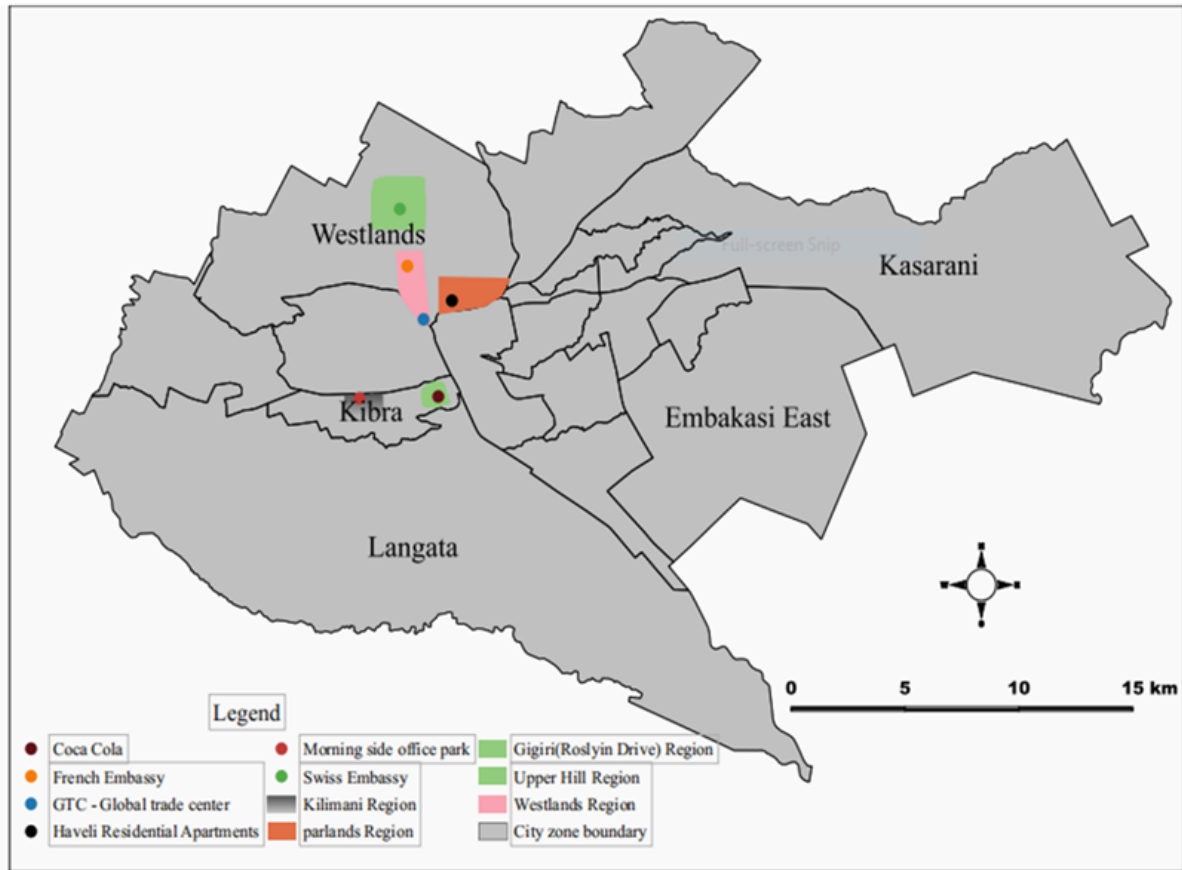 Westlands
Full-screen Snip
Kasarani
Kibra
Embakasi East
Langata
0 5 10 15 km
Legend
Coca Cola
Morning side office park
Gigiri(Roslyin Drive) Region
French Embassy
Swiss Embassy
Upper Hill Region
GTC - Global trade center
Kilimani Region
Westlands Region
Haveli Residential Apartments
parlands Region
City zone boundary